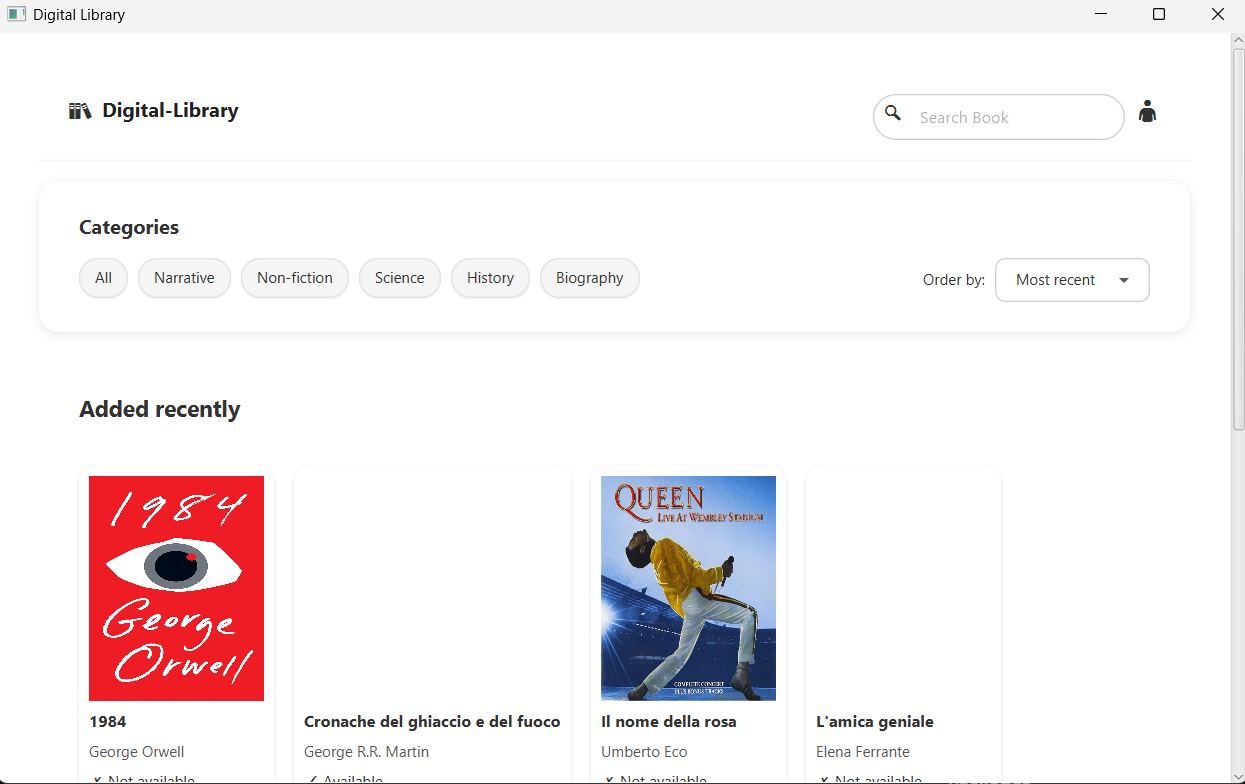 Digital Library
Digital-Library
Search Book
Categories
All Narrative Non-fiction Science History Biography
Order by: Most recent
Added recently
1984
George
Orwell
QUEEN
LIVE AT WEMBLEY STADIUM
COMPLETE CONCERT
PLUS BONUS TRACKS
1984 Cronache del ghiaccio e del fuoco Il nome della rosa L'amica geniale
George Orwell George R.R. Martin Umberto Eco Elena Ferrante
✗ Not available ✓ Available ✗ Not available ✗ Not available